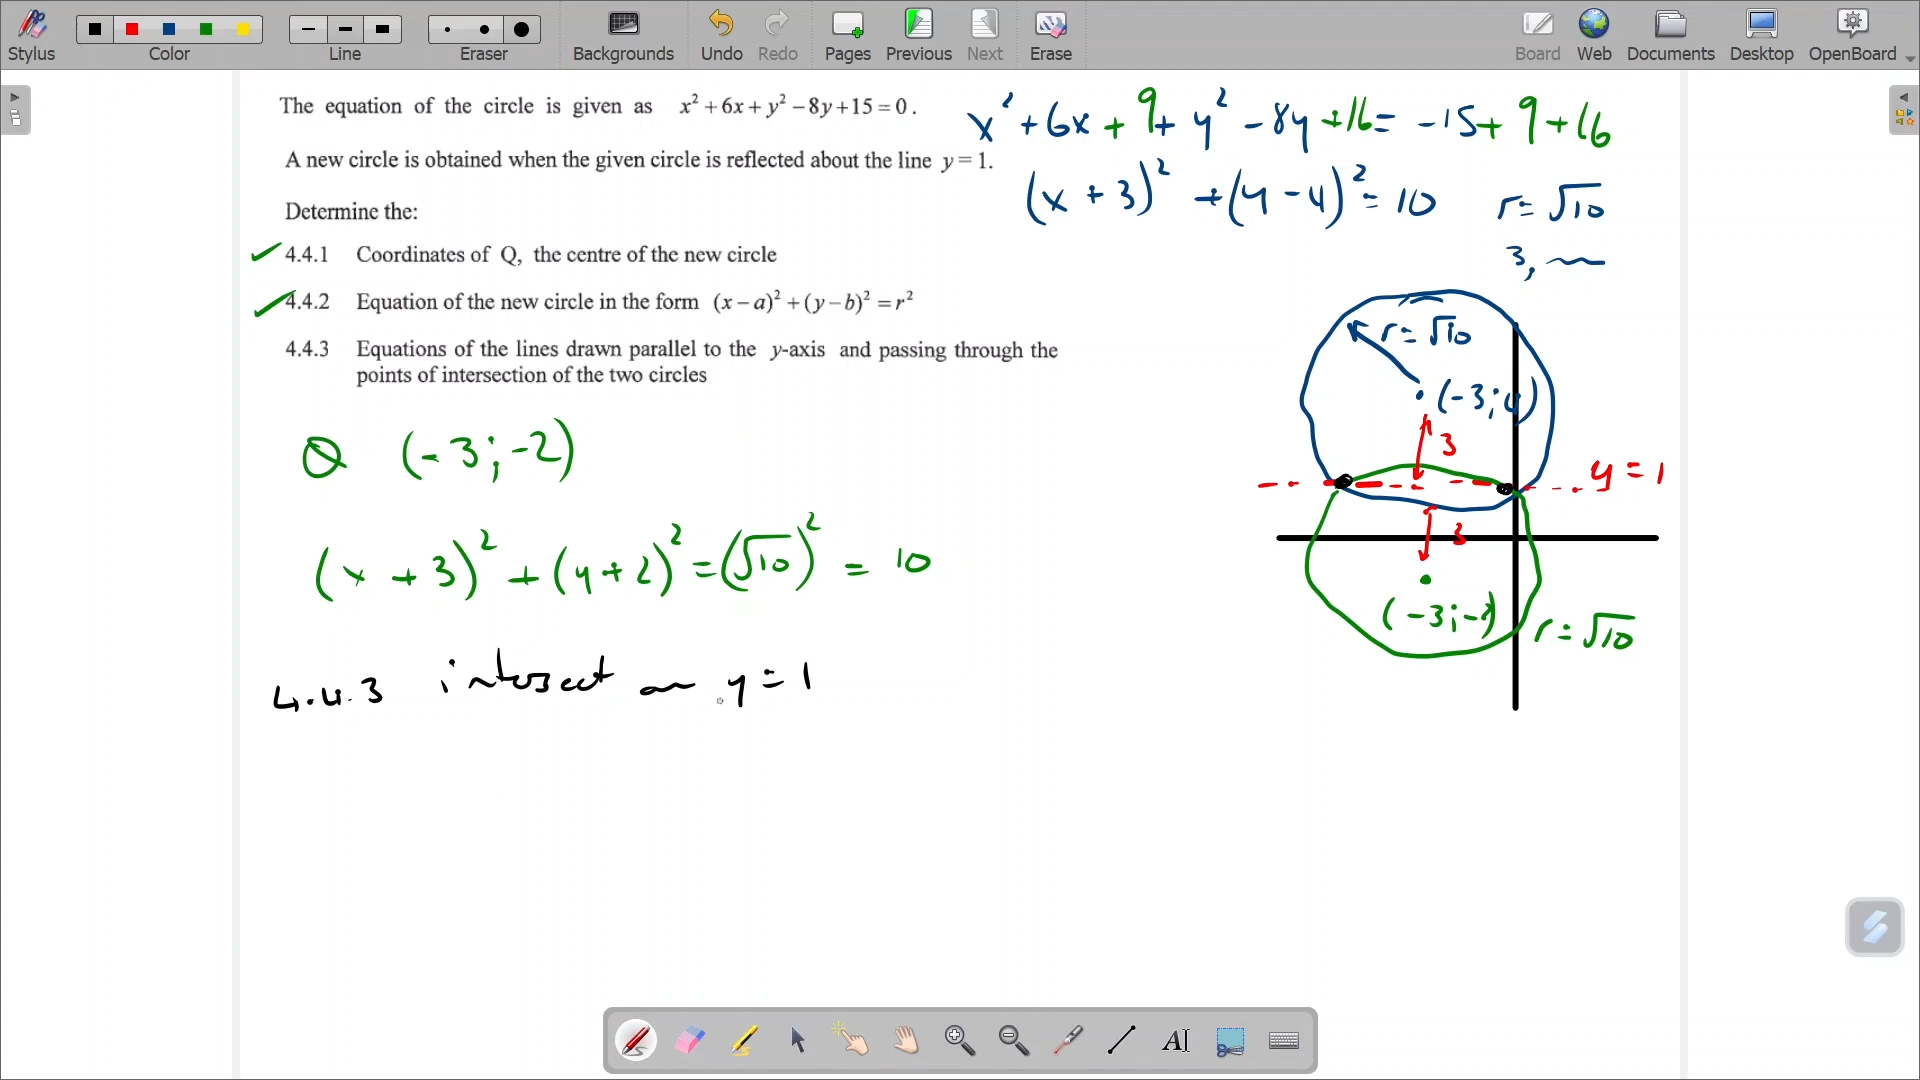 Stylus Color Line Eraser Backgrounds Undo Redo Pages Previous Next Erase Board Web Documents Desktop OpenBoard
The equation of the circle is given as x² + 6x + y² − 8y + 15 = 0.
A new circle is obtained when the given circle is reflected about the line y = 1.
Determine the:
4.4.1 Coordinates of Q, the centre of the new circle
4.4.2 Equation of the new circle in the form (x − a)² + (y − b)² = r²
4.4.3 Equations of the lines drawn parallel to the y-axis and passing through the
points of intersection of the two circles
x² + 6x + 9 + y² − 8y + 16 = −15 + 9 + 16
(x + 3)² + (y − 4)² = 10
r = √10
3,
r = √10
(−3; 4)
3
y = 1
3
(−3; −2)
r = √10
Q (−3; −2)
(x + 3)² + (y + 2)² = (√10)² = 10
4.4.3 intersect on y = 1
AI